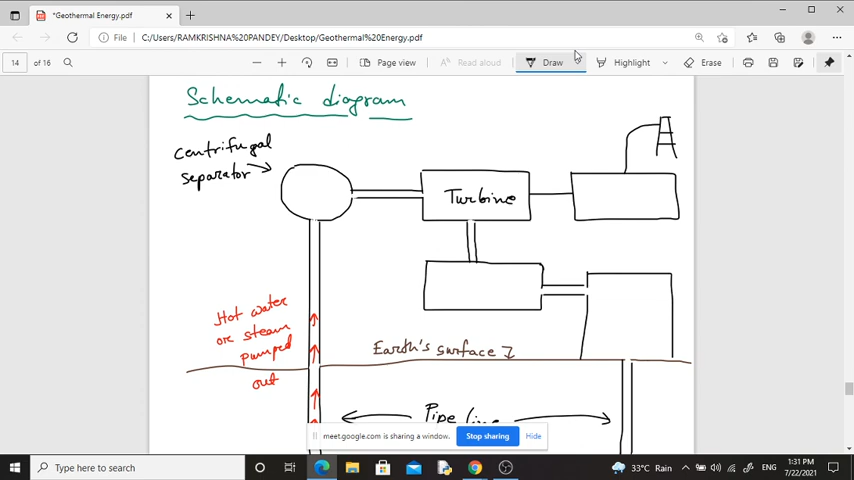 *Geothermal Energy.pdf
File
C:/Users/RAMKRISHNA%20PANDEY/Desktop/Geothermal%20Energy.pdf
14 of 16
Page view
Read aloud
Draw
Highlight
Erase
Schematic diagram
centrifugal
separator
Turbine
Hot water
or steam
pumped
out
Earth's surface
Pipe line
meet.google.com is sharing a window.
Stop sharing
Hide
Type here to search
33°C Rain
ENG
1:31 PM
7/22/2021